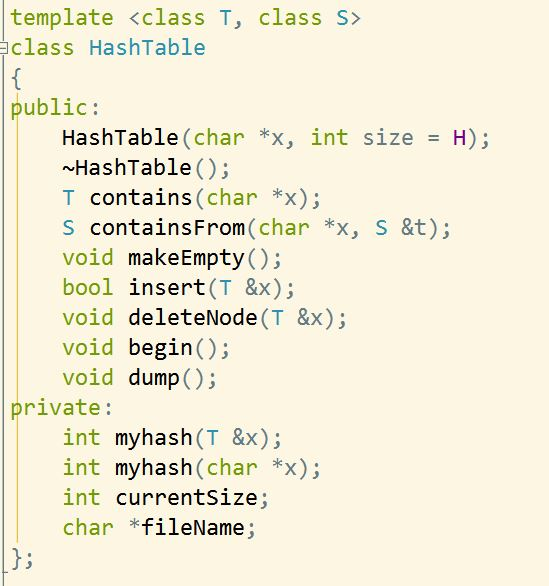 template <class T, class S>
class HashTable
{
public:
    HashTable(char *x, int size = H);
    ~HashTable();
    T contains(char *x);
    S containsFrom(char *x, S &t);
    void makeEmpty();
    bool insert(T &x);
    void deleteNode(T &x);
    void begin();
    void dump();
private:
    int myhash(T &x);
    int myhash(char *x);
    int currentSize;
    char *fileName;
};